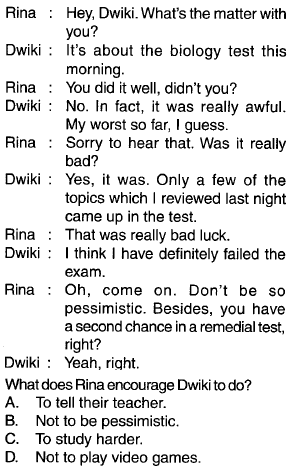 Rina : Hey, Dwiki. What's the matter with
you?
Dwiki : It's about the biology test this
morning.
Rina : You did it well, didn't you?
Dwiki : No. In fact, it was really awful.
My worst so far, I guess.
Rina : Sorry to hear that. Was it really
bad?
Dwiki : Yes, it was. Only a few of the
topics which I reviewed last night
came up in the test.
Rina : That was really bad luck.
Dwiki : I think I have definitely failed the
exam.
Rina : Oh, come on. Don't be so
pessimistic. Besides, you have
a second chance in a remedial test,
right?
Dwiki : Yeah, right.
What does Rina encourage Dwiki to do?
A. To tell their teacher.
B. Not to be pessimistic.
C. To study harder.
D. Not to play video games.